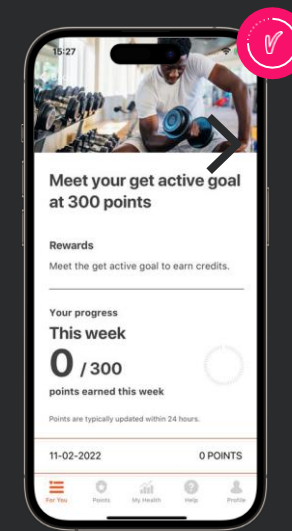 15:27
Meet your get active goal
at 300 points
Rewards
Meet the get active goal to earn credits.
Your progress
This week
0 / 300
points earned this week
Points are typically updated within 24 hours.
11-02-2022 0 POINTS
For You Points My Health Help Profile